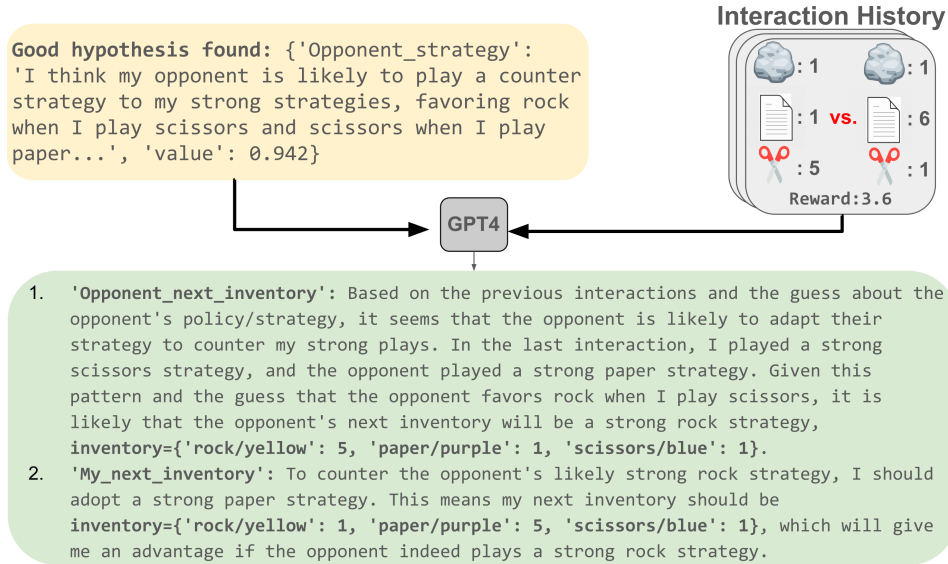 Interaction History
Good hypothesis found: {'Opponent_strategy':
'I think my opponent is likely to play a counter
strategy to my strong strategies, favoring rock
when I play scissors and scissors when I play
paper...', 'value': 0.942}
: 1 : 1
: 1 vs. : 6
: 5 : 1
Reward:3.6
GPT4
1. 'Opponent_next_inventory': Based on the previous interactions and the guess about the
opponent's policy/strategy, it seems that the opponent is likely to adapt their
strategy to counter my strong plays. In the last interaction, I played a strong
scissors strategy, and the opponent played a strong paper strategy. Given this
pattern and the guess that the opponent favors rock when I play scissors, it is
likely that the opponent's next inventory will be a strong rock strategy,
inventory={'rock/yellow': 5, 'paper/purple': 1, 'scissors/blue': 1}.
2. 'My_next_inventory': To counter the opponent's likely strong rock strategy, I should
adopt a strong paper strategy. This means my next inventory should be
inventory={'rock/yellow': 1, 'paper/purple': 5, 'scissors/blue': 1}, which will give
me an advantage if the opponent indeed plays a strong rock strategy.